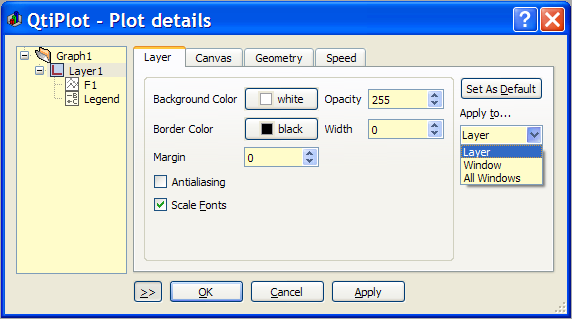 QtiPlot - Plot details
Graph1
Layer1
F1
Legend
Layer Canvas Geometry Speed
Background Color white Opacity 255
Border Color black Width 0
Margin 0
Antialiasing
Scale Fonts
Set As Default
Apply to...
Layer
Layer
Window
All Windows
>> OK Cancel Apply